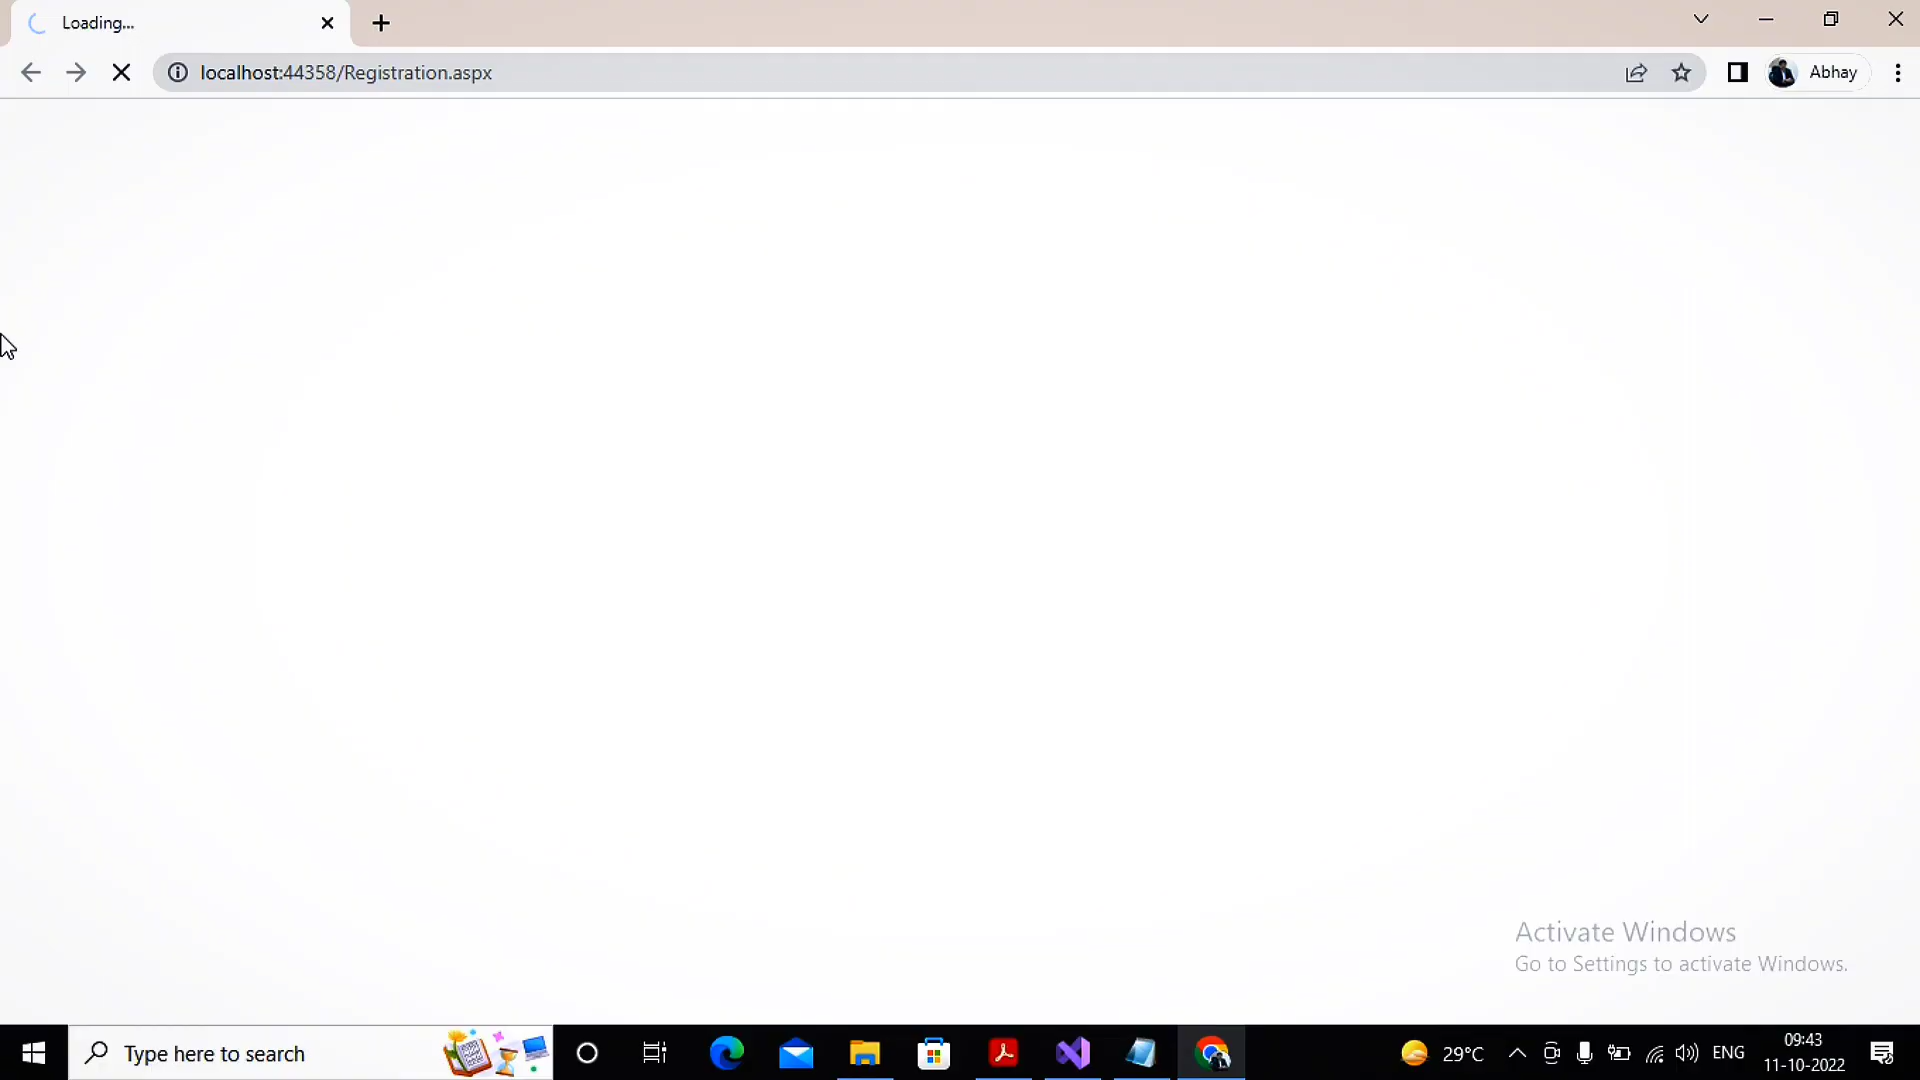 Loading...
localhost:44358/Registration.aspx
Abhay
Activate Windows
Go to Settings to activate Windows.
Type here to search
29°C
ENG
09:43
11-10-2022